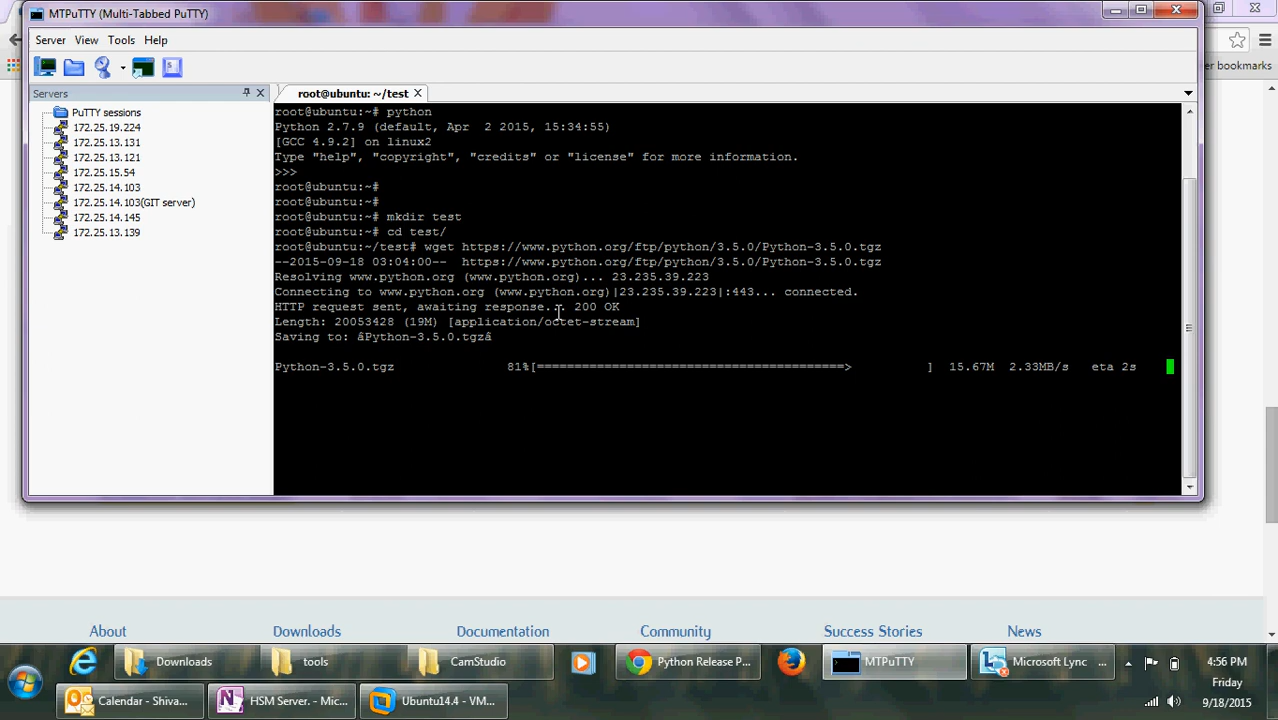 MTPuTTY (Multi-Tabbed PuTTY)
Server View Tools Help
er bookmarks
Servers
root@ubuntu: ~/test
PuTTY sessions
172.25.19.224
172.25.13.131
172.25.13.121
172.25.15.54
172.25.14.103
172.25.14.103(GIT server)
172.25.14.145
172.25.13.139
root@ubuntu:~# python
Python 2.7.9 (default, Apr  2 2015, 15:34:55)
[GCC 4.9.2] on linux2
Type "help", "copyright", "credits" or "license" for more information.
>>>
root@ubuntu:~#
root@ubuntu:~#
root@ubuntu:~# mkdir test
root@ubuntu:~# cd test/
root@ubuntu:~/test# wget https://www.python.org/ftp/python/3.5.0/Python-3.5.0.tgz
--2015-09-18 03:04:00--  https://www.python.org/ftp/python/3.5.0/Python-3.5.0.tgz
Resolving www.python.org (www.python.org)... 23.235.39.223
Connecting to www.python.org (www.python.org)|23.235.39.223|:443... connected.
HTTP request sent, awaiting response... 200 OK
Length: 20053428 (19M) [application/octet-stream]
Saving to: âPython-3.5.0.tgzâ
Python-3.5.0.tgz 81%[=========================================> ] 15.67M 2.33MB/s eta 2s
About Downloads Documentation Community Success Stories News
Downloads tools CamStudio Python Release P... MTPuTTY Microsoft Lync ... 4:56 PM
Friday
Calendar - Shiva... HSM Server. - Mic... Ubuntu14.4 - VM... 9/18/2015